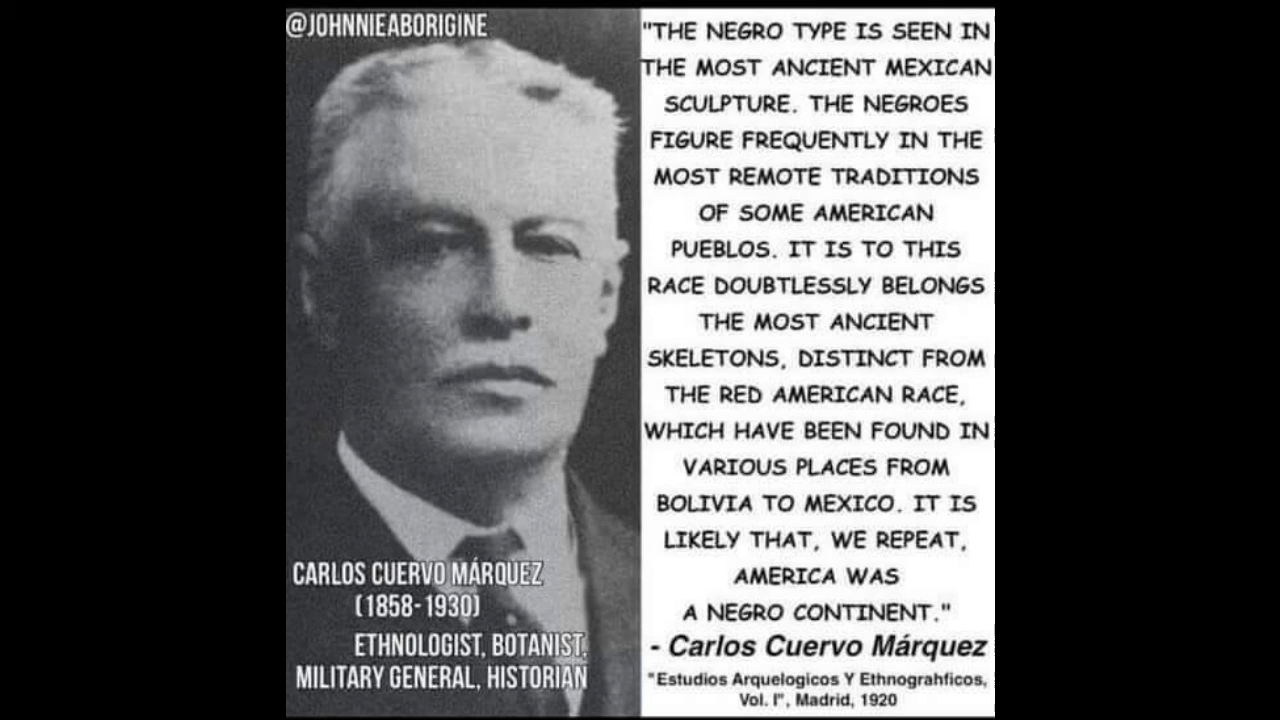 @JOHNNIEABORIGINE
CARLOS CUERVO MÁRQUEZ
(1858-1930)
ETHNOLOGIST, BOTANIST,
MILITARY GENERAL, HISTORIAN
"THE NEGRO TYPE IS SEEN IN
THE MOST ANCIENT MEXICAN
SCULPTURE. THE NEGROES
FIGURE FREQUENTLY IN THE
MOST REMOTE TRADITIONS
OF SOME AMERICAN
PUEBLOS. IT IS TO THIS
RACE DOUBTLESSLY BELONGS
THE MOST ANCIENT
SKELETONS, DISTINCT FROM
THE RED AMERICAN RACE,
WHICH HAVE BEEN FOUND IN
VARIOUS PLACES FROM
BOLIVIA TO MEXICO. IT IS
LIKELY THAT, WE REPEAT,
AMERICA WAS
A NEGRO CONTINENT."
- Carlos Cuervo Márquez
"Estudios Arquelogicos Y Ethnograhficos,
Vol. I", Madrid, 1920